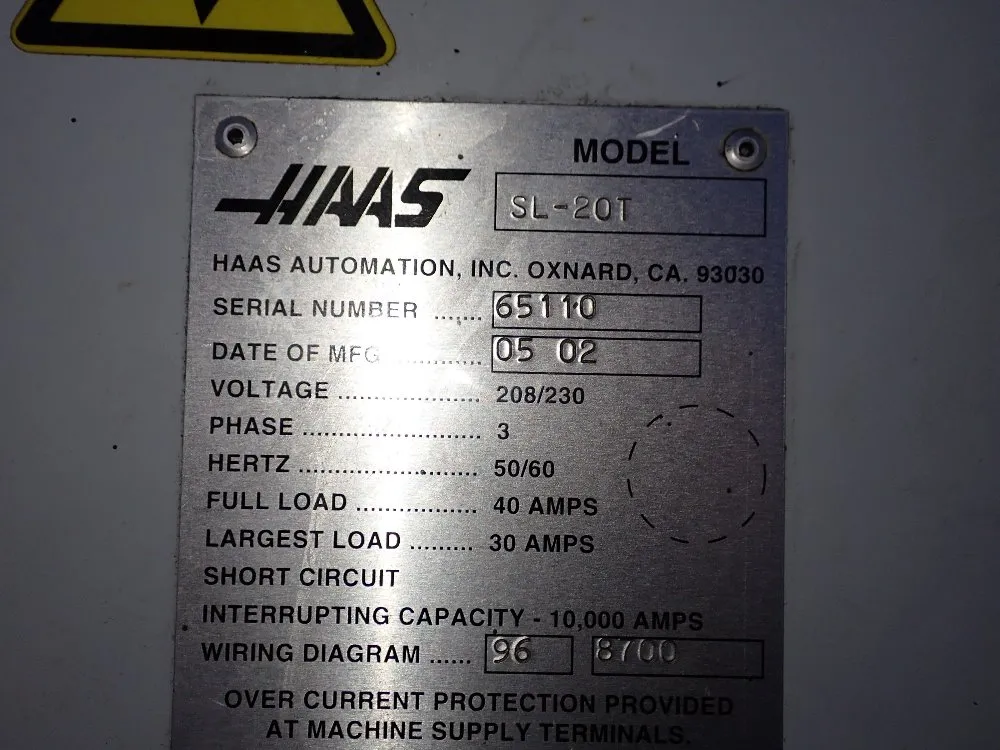 HAAS
MODEL
SL-20T
HAAS AUTOMATION, INC. OXNARD, CA. 93030
SERIAL NUMBER ....... 65110
DATE OF MFG ............ 05 02
VOLTAGE .................... 208/230
PHASE ......................... 3
HERTZ ......................... 50/60
FULL LOAD ................. 40 AMPS
LARGEST LOAD ......... 30 AMPS
SHORT CIRCUIT
INTERRUPTING CAPACITY - 10,000 AMPS
WIRING DIAGRAM ...... 96 8700
OVER CURRENT PROTECTION PROVIDED
AT MACHINE SUPPLY TERMINALS.